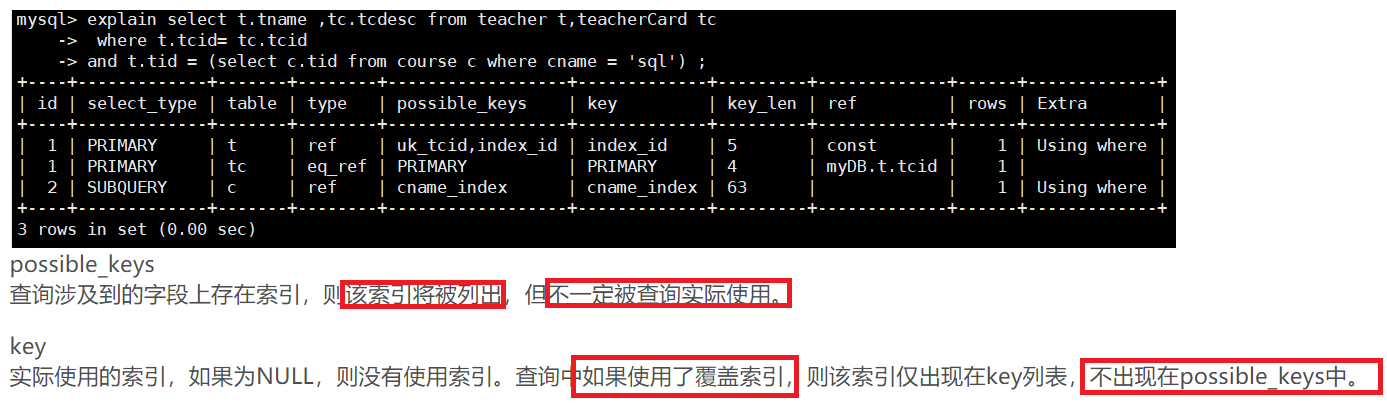 mysql> explain select t.tname ,tc.tcdesc from teacher t,teacherCard tc
    ->  where t.tcid= tc.tcid
    -> and t.tid = (select c.tid from course c where cname = 'sql') ;
+----+-------------+-------+--------+------------------+-------------+---------+--------------+------+-------------+
| id | select_type | table | type   | possible_keys    | key         | key_len | ref          | rows | Extra       |
+----+-------------+-------+--------+------------------+-------------+---------+--------------+------+-------------+
|  1 | PRIMARY     | t     | ref    | uk_tcid,index_id | index_id    | 5       | const        |    1 | Using where |
|  1 | PRIMARY     | tc    | eq_ref | PRIMARY          | PRIMARY     | 4       | myDB.t.tcid  |    1 |             |
|  2 | SUBQUERY    | c     | ref    | cname_index      | cname_index | 63      |              |    1 | Using where |
+----+-------------+-------+--------+------------------+-------------+---------+--------------+------+-------------+
3 rows in set (0.00 sec)
possible_keys
查询涉及到的字段上存在索引，则该索引将被列出，但不一定被查询实际使用。
key
实际使用的索引，如果为NULL，则没有使用索引。查询中如果使用了覆盖索引，则该索引仅出现在key列表，不出现在possible_keys中。